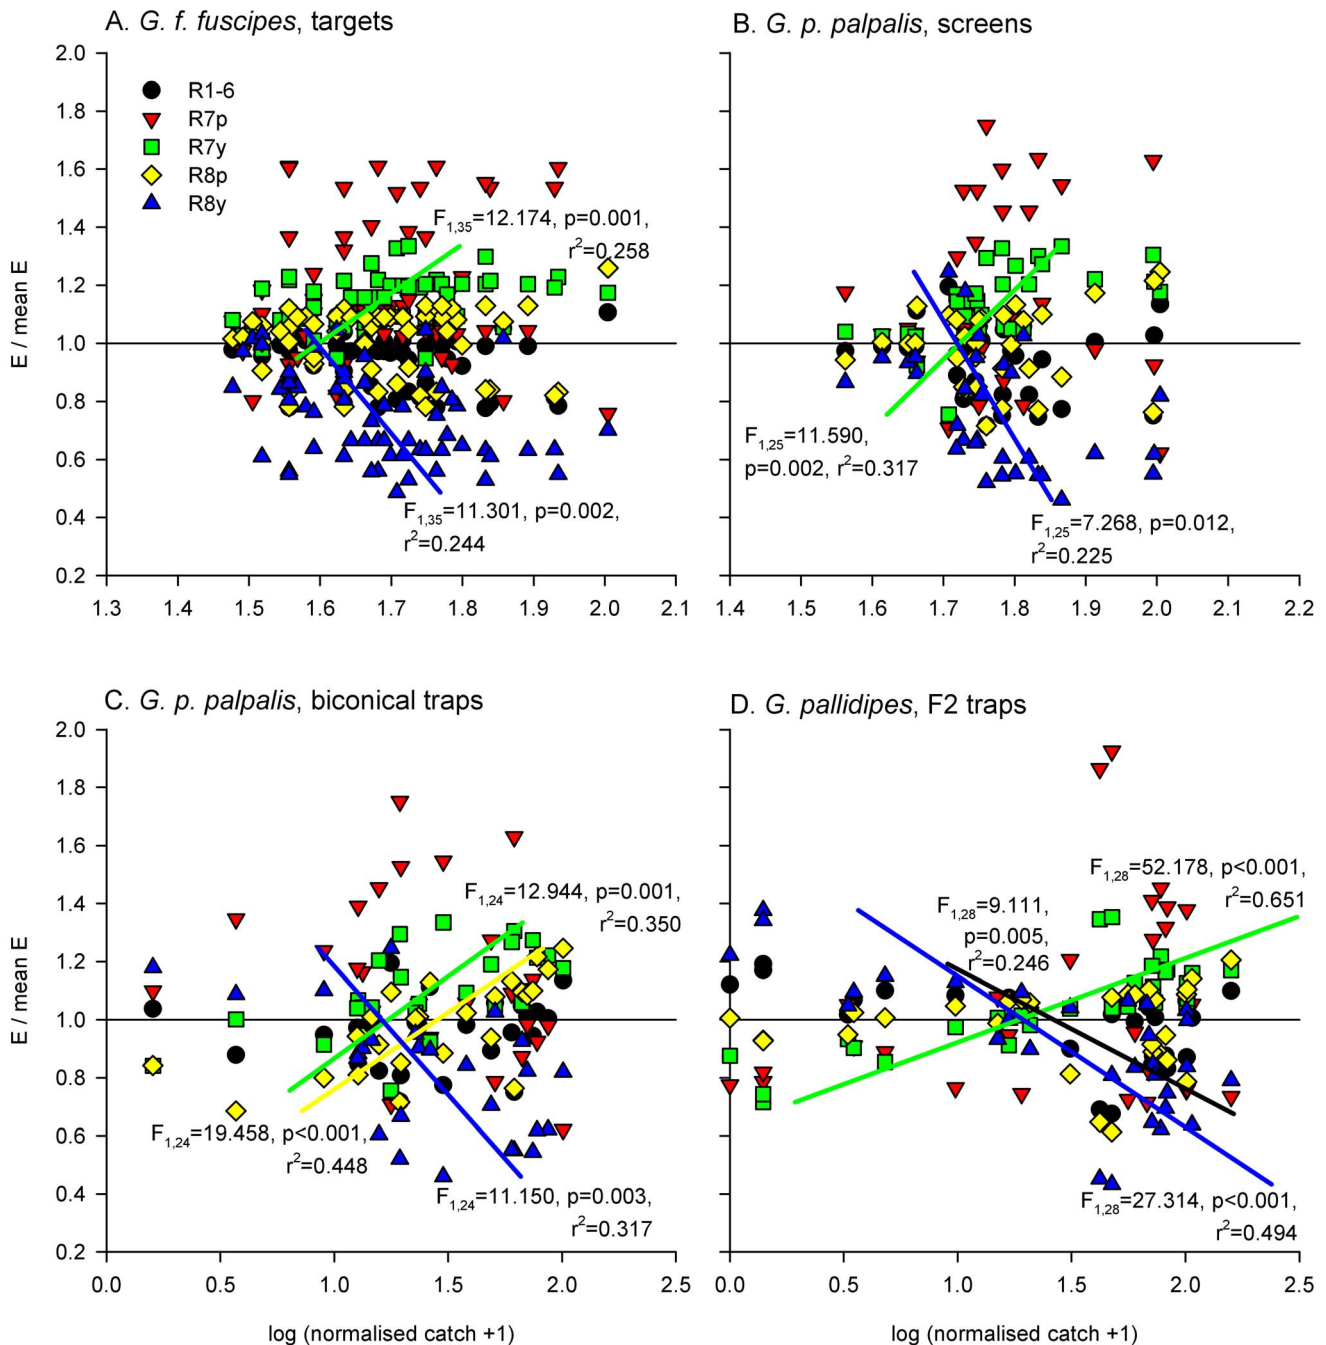 A. G. f. fuscipes, targets
B. G. p. palpalis, screens
E / mean E
2.0
1.8
1.6
1.4
1.2
1.0
0.8
0.6
0.4
0.2
R1-6
R7p
R7y
R8p
R8y
F1,35=12.174, p=0.001,
r2=0.258
F1,35=11.301, p=0.002,
r2=0.244
1.3 1.4 1.5 1.6 1.7 1.8 1.9 2.0 2.1
F1,25=11.590,
p=0.002, r2=0.317
F1,25=7.268, p=0.012,
r2=0.225
1.4 1.5 1.6 1.7 1.8 1.9 2.0 2.1 2.2
C. G. p. palpalis, biconical traps
D. G. pallidipes, F2 traps
E / mean E
2.0
1.8
1.6
1.4
1.2
1.0
0.8
0.6
0.4
0.2
F1,24=12.944, p=0.001,
r2=0.350
F1,24=19.458, p<0.001,
r2=0.448
F1,24=11.150, p=0.003,
r2=0.317
0.0 0.5 1.0 1.5 2.0 2.5
log (normalised catch +1)
F1,28=52.178, p<0.001,
r2=0.651
F1,28=9.111,
p=0.005,
r2=0.246
F1,28=27.314, p<0.001,
r2=0.494
0.0 0.5 1.0 1.5 2.0 2.5
log (normalised catch +1)